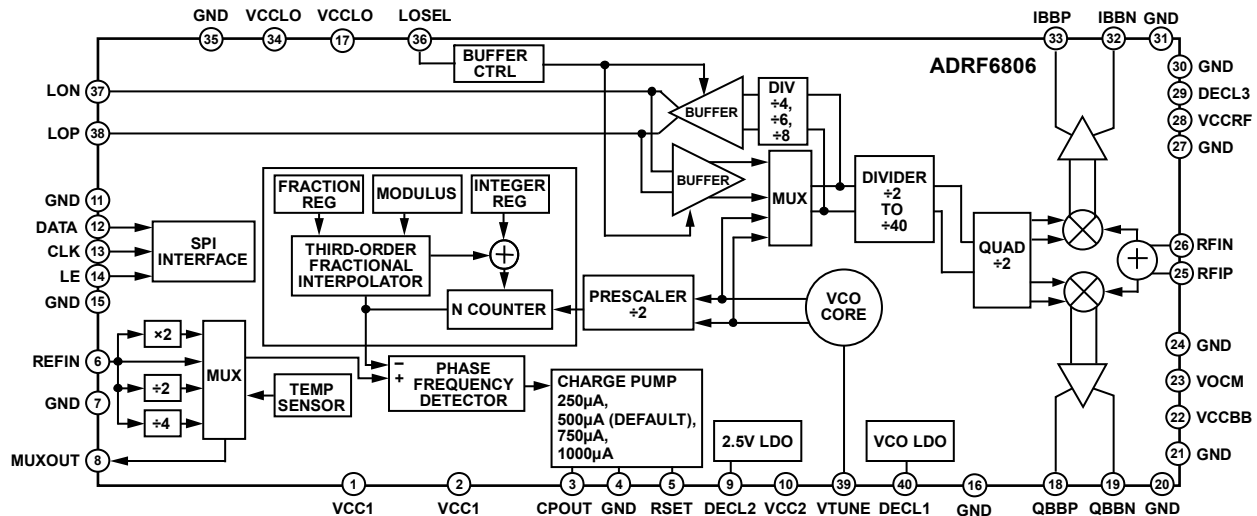 GND VCCLO VCCLO LOSEL IBBP IBBN GND
35 34 17 36 33 32 31
BUFFER
CTRL
ADRF6806
30 GND
29 DECL3
28 VCCRF
27 GND
LON 37
LOP 38
BUFFER
DIV
÷4,
÷6,
÷8
BUFFER
MUX
DIVIDER
÷2
TO
÷40
QUAD
÷2
26 RFIN
25 RFIP
FRACTION
REG
MODULUS
INTEGER
REG
THIRD-ORDER
FRACTIONAL
INTERPOLATOR
+
N COUNTER
PRESCALER
÷2
VCO
CORE
+
GND 11
DATA 12
CLK 13
LE 14
GND 15
SPI
INTERFACE
REFIN 6
GND 7
MUXOUT 8
×2
÷2
÷4
MUX
TEMP
SENSOR
−
+
PHASE
FREQUENCY
DETECTOR
CHARGE PUMP
250µA,
500µA (DEFAULT),
750µA,
1000µA
2.5V LDO
VCO LDO
24 GND
23 VOCM
22 VCCBB
21 GND
1 2 3 4 5 9 10 39 40 16 18 19 20
VCC1 VCC1 CPOUT GND RSET DECL2 VCC2 VTUNE DECL1 GND QBBP QBBN GND